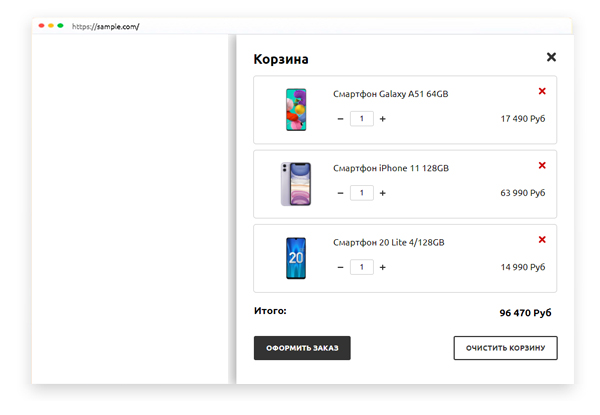 https://sample.com/
Корзина
Смартфон Galaxy A51 64GB
1
17 490 Руб
Смартфон iPhone 11 128GB
1
63 990 Руб
20
Смартфон 20 Lite 4/128GB
1
14 990 Руб
Итого:
96 470 Руб
ОФОРМИТЬ ЗАКАЗ
ОЧИСТИТЬ КОРЗИНУ